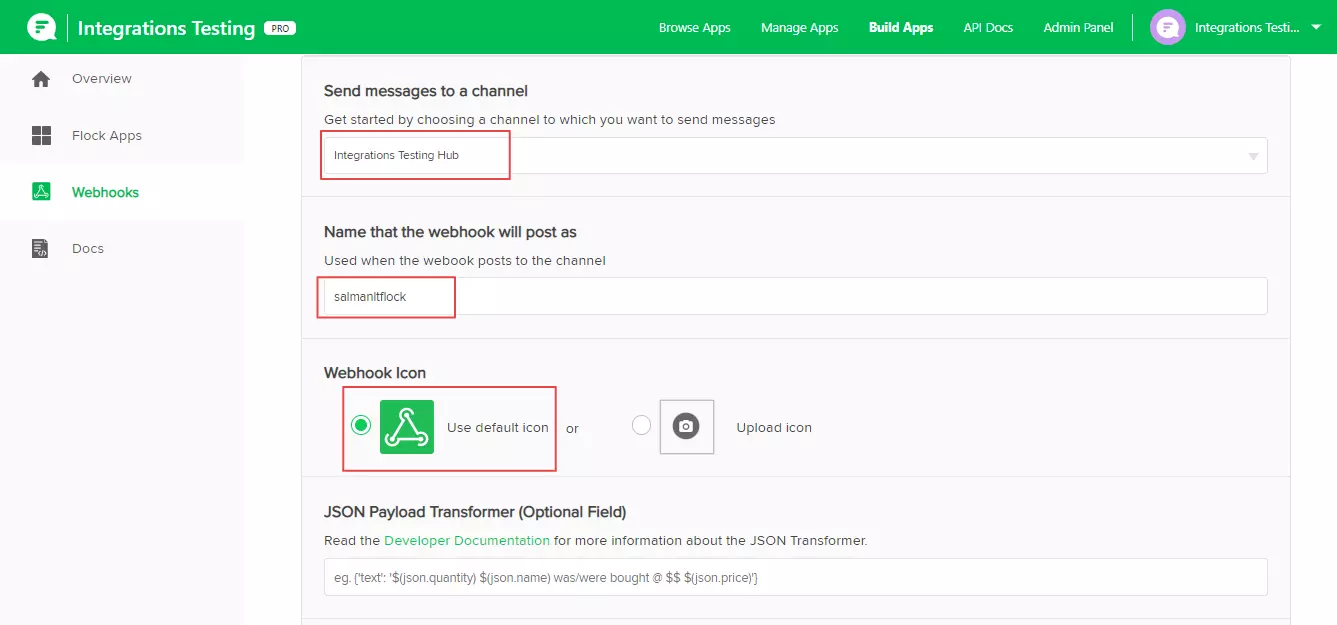 Integrations Testing PRO
Browse Apps Manage Apps Build Apps API Docs Admin Panel Integrations Testi...
Overview
Flock Apps
Webhooks
Docs
Send messages to a channel
Get started by choosing a channel to which you want to send messages
Integrations Testing Hub
Name that the webhook will post as
Used when the webook posts to the channel
salmanitflock
Webhook Icon
Use default icon or Upload icon
JSON Payload Transformer (Optional Field)
Read the Developer Documentation for more information about the JSON Transformer.
eg. {'text': '$(json.quantity) $(json.name) was/were bought @ $$ $(json.price)'}